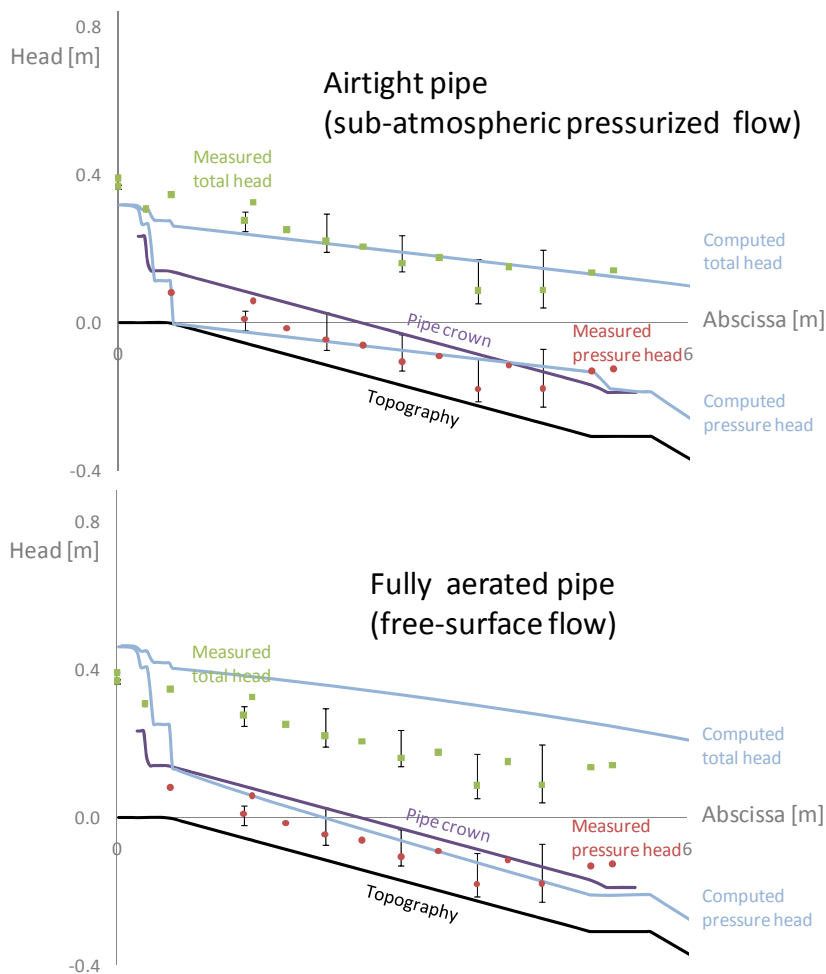 0.8
Head [m]
Airtight pipe
(sub-atmospheric pressurized flow)
Measured
total head
0.4
Computed
total head
0.0
Abscissa [m]
Pipe crown
Measured
pressure head
0
6
Topography
Computed
pressure head
-0.4
0.8
Head [m]
Fully aerated pipe
(free-surface flow)
Measured
total head
0.4
Computed
total head
0.0
Abscissa [m]
Pipe crown
Measured
pressure head
0
6
Topography
Computed
pressure head
-0.4